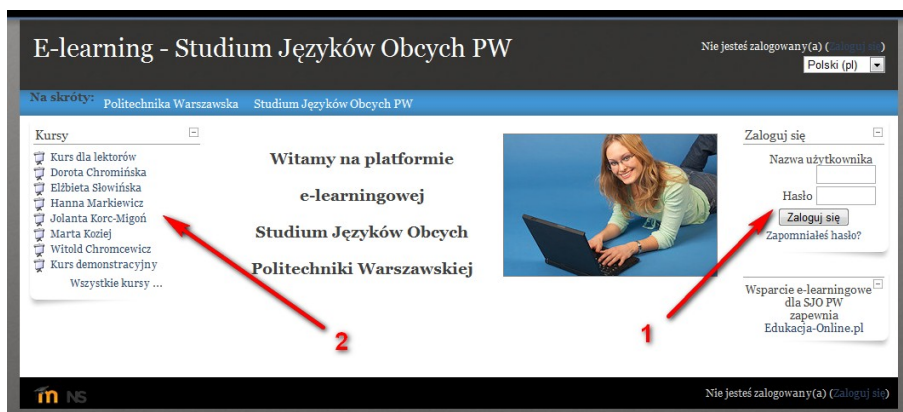 E-learning - Studium Języków Obcych PW
Nie jesteś zalogowany(a) (Zaloguj się)
Polski (pl)
Na skróty:
Politechnika Warszawska Studium Języków Obcych PW
Kursy
Kurs dla lektorów
Dorota Chromińska
Elżbieta Słowińska
Hanna Markiewicz
Jolanta Korc-Migoń
Marta Koziej
Witold Chromcewicz
Kurs demonstracyjny
Wszystkie kursy ...
2
Witamy na platformie
e-learningowej
Studium Języków Obcych
Politechniki Warszawskiej
Zaloguj się
Nazwa użytkownika
Hasło
Zaloguj się
Zapomniałeś hasło?
1
Wsparcie e-learningowe
dla SJO PW
zapewnia
Edukacja-Online.pl
m NS
Nie jesteś zalogowany(a) (Zaloguj się)